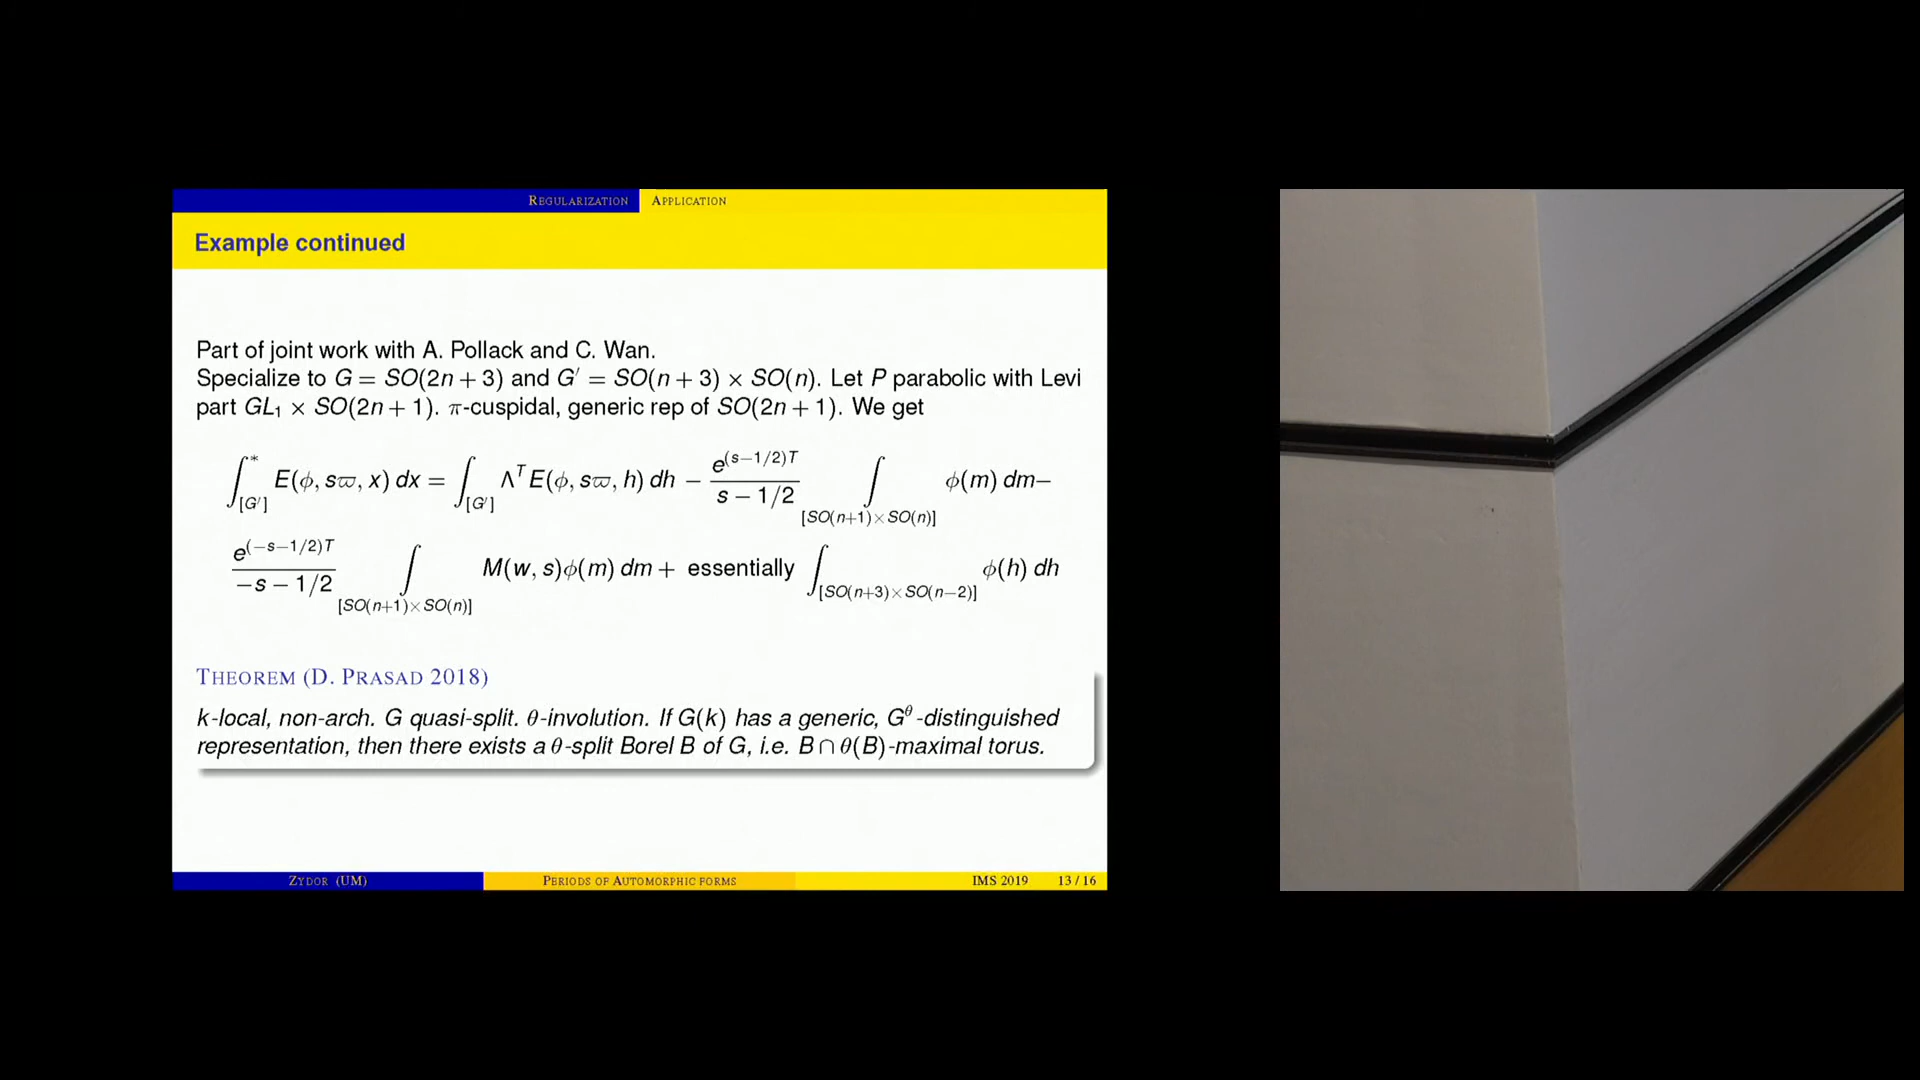 REGULARIZATION APPLICATION
Example continued
Part of joint work with A. Pollack and C. Wan.
Specialize to G = SO(2n + 3) and G′ = SO(n + 3) × SO(n). Let P parabolic with Levi
part GL₁ × SO(2n + 1). π-cuspidal, generic rep of SO(2n + 1). We get
∫*_{[G′]} E(ϕ, sϖ, x) dx = ∫_{[G′]} Λ^T E(ϕ, sϖ, h) dh − \frac{e^{(s−1/2)T}}{s − 1/2} ∫_{[SO(n+1)×SO(n)]} ϕ(m) dm−
\frac{e^{(−s−1/2)T}}{−s − 1/2} ∫_{[SO(n+1)×SO(n)]} M(w, s)ϕ(m) dm + essentially ∫_{[SO(n+3)×SO(n−2)]} ϕ(h) dh
THEOREM (D. PRASAD 2018)
k-local, non-arch. G quasi-split. θ-involution. If G(k) has a generic, G^θ-distinguished
representation, then there exists a θ-split Borel B of G, i.e. B ∩ θ(B)-maximal torus.
ZYDOR (UM) PERIODS OF AUTOMORPHIC FORMS IMS 2019 13 / 16